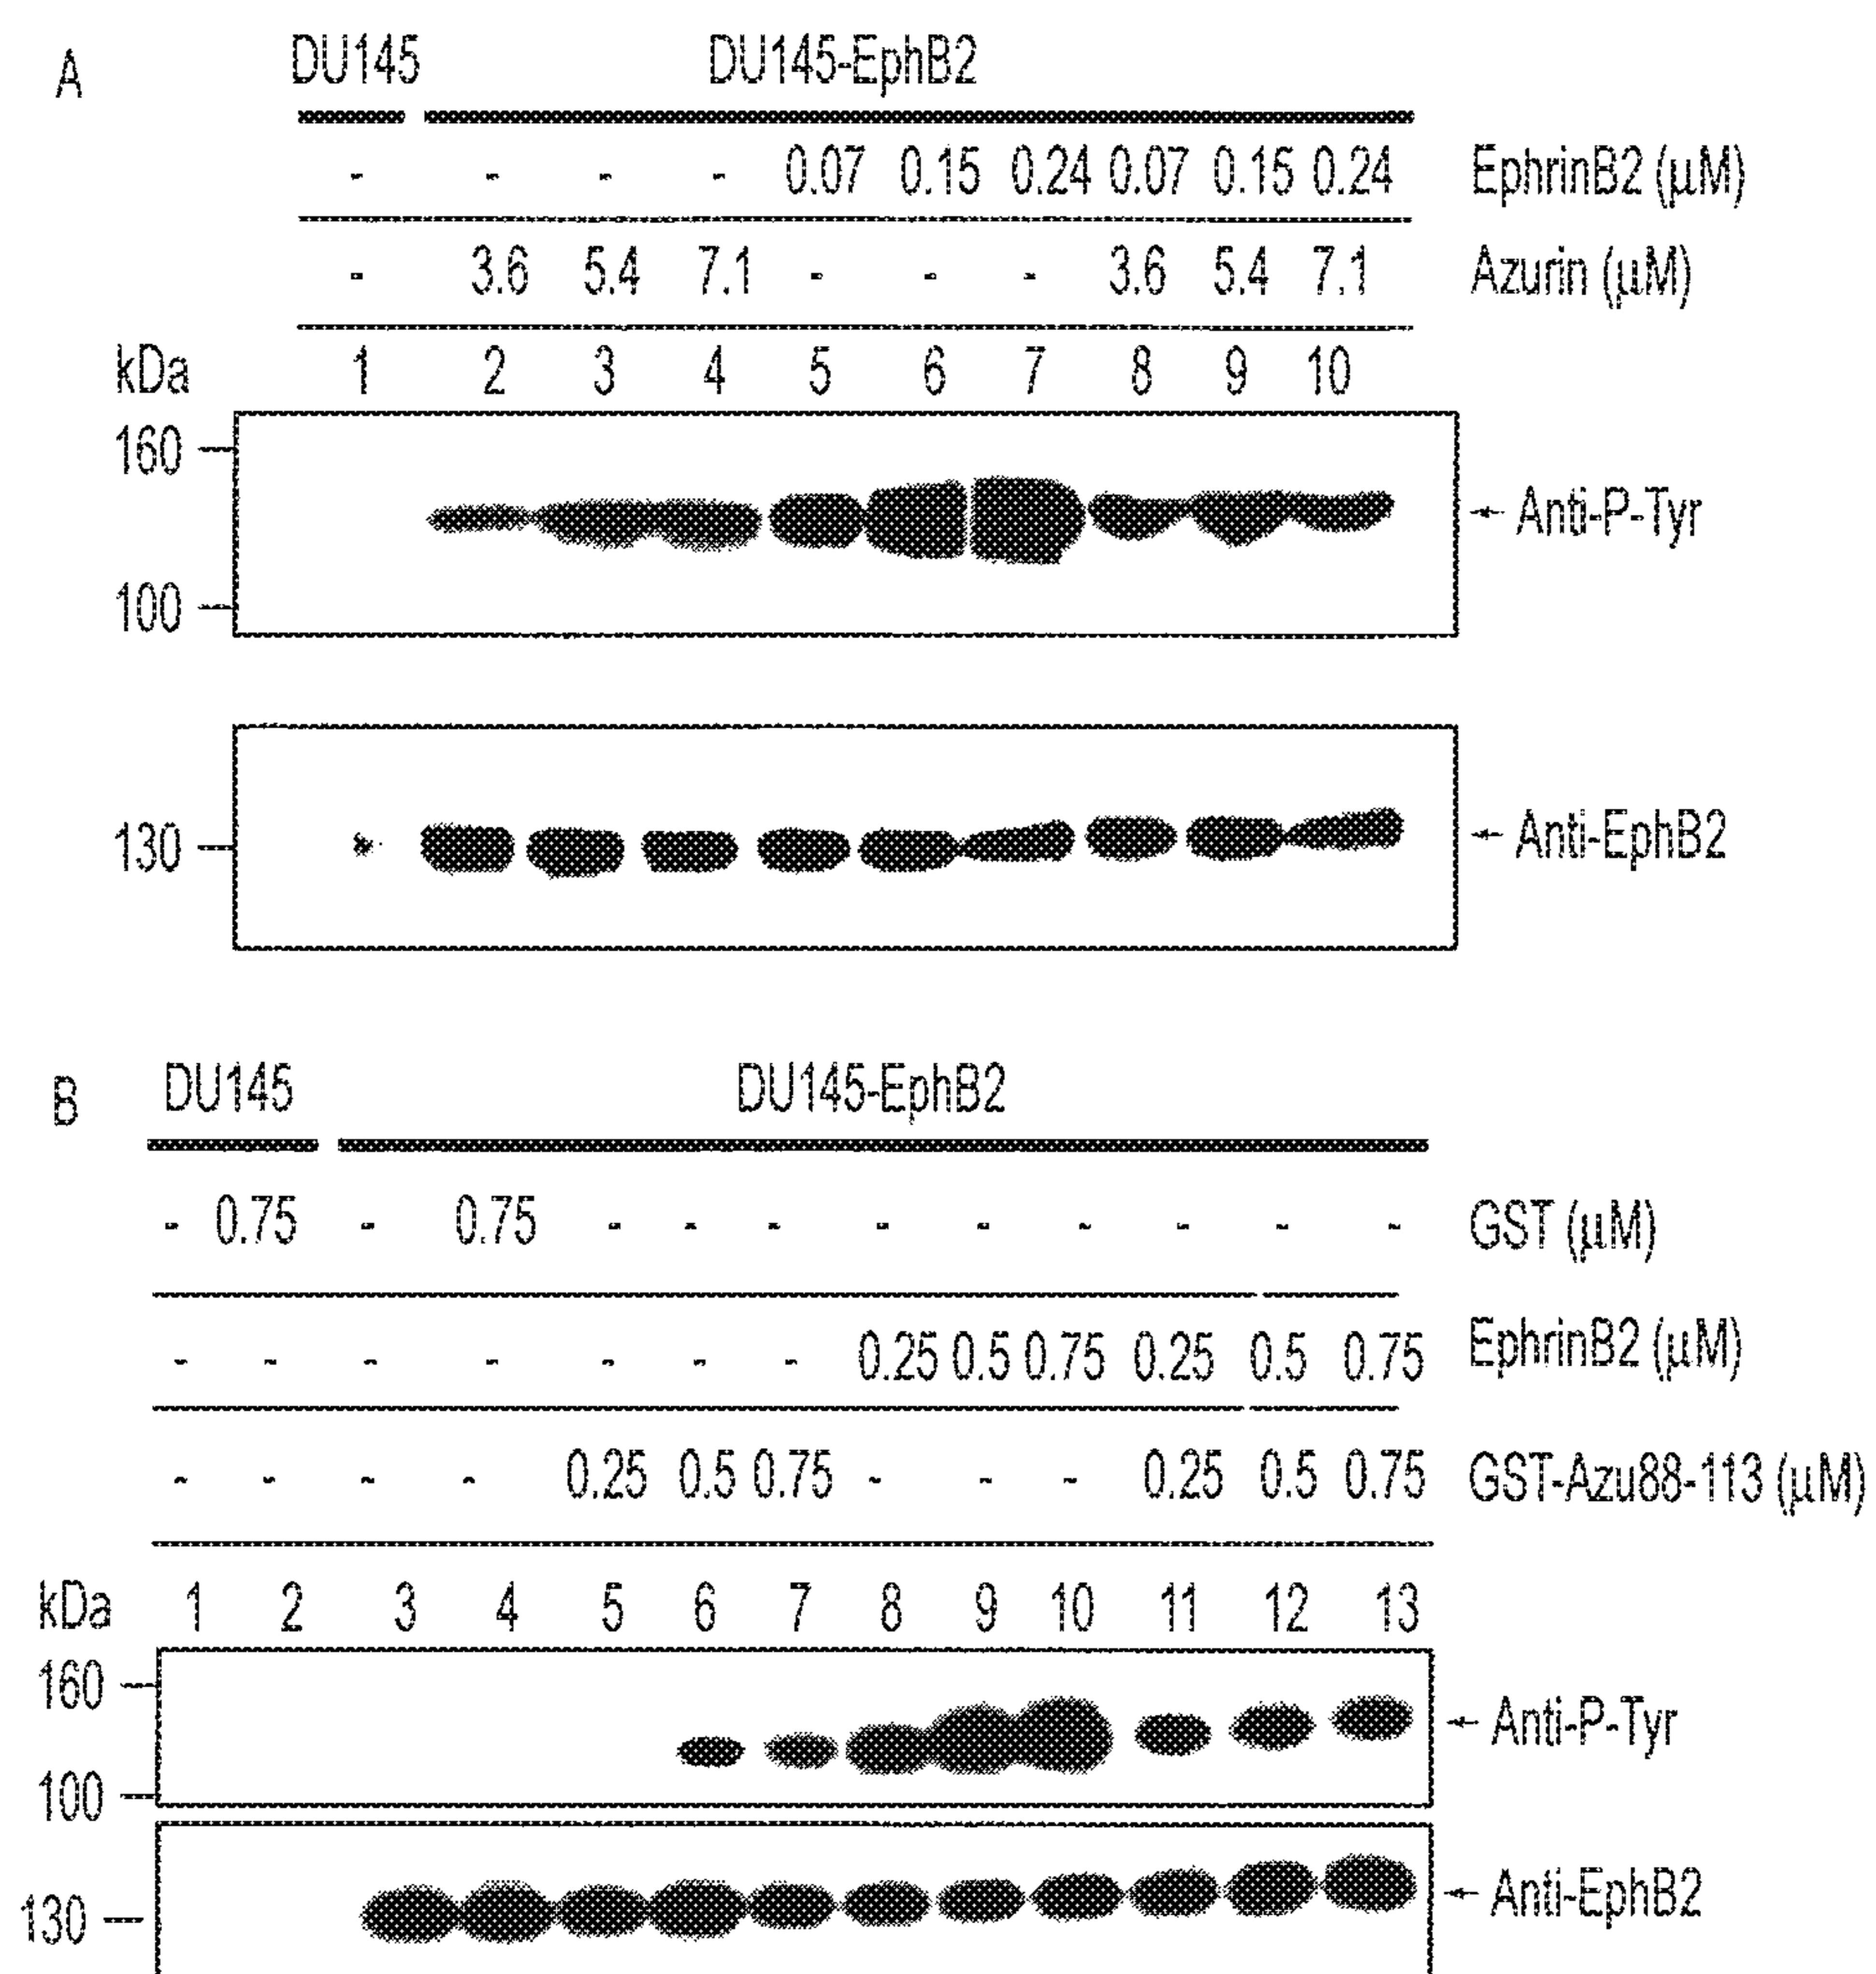 A DU145 DU145-EphB2
- - - - 0.07 0.15 0.24 0.07 0.15 0.24 EphrinB2 (µM)
- 3.6 5.4 7.1 - - - 3.6 5.4 7.1 Azurin (µM)
kDa 1 2 3 4 5 6 7 8 9 10
160
Anti-P-Tyr
100
130 Anti-EphB2
B DU145 DU145-EphB2
- 0.75 - 0.75 - - - - - - - - - GST (µM)
- - - - - - - 0.25 0.5 0.75 0.25 0.5 0.75 EphrinB2 (µM)
- - - - 0.25 0.5 0.75 - - - 0.25 0.5 0.75 GST-Azu88-113 (µM)
kDa 1 2 3 4 5 6 7 8 9 10 11 12 13
160
Anti-P-Tyr
100
130 Anti-EphB2